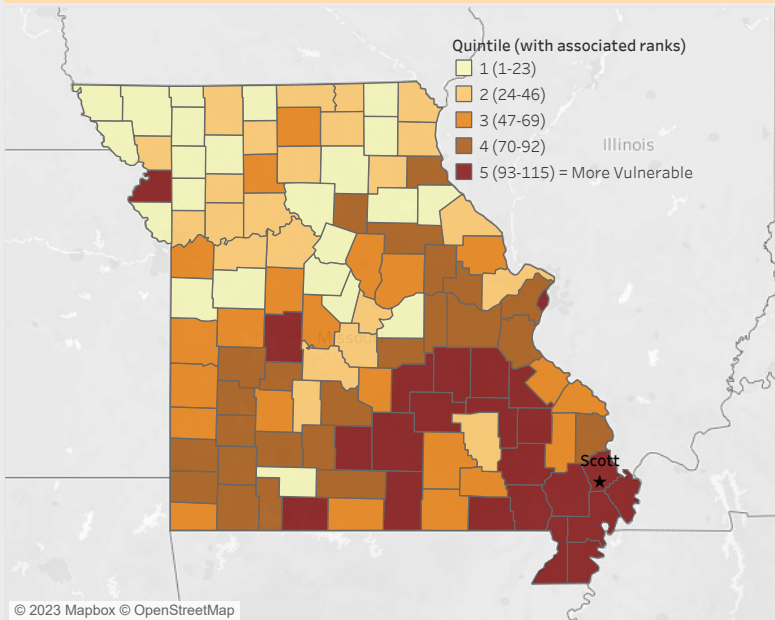 Quintile (with associated ranks)
1 (1-23)
2 (24-46)
3 (47-69)
Illinois
4 (70-92)
5 (93-115) = More Vulnerable
Missouri
Scott
© 2023 Mapbox © OpenStreetMap